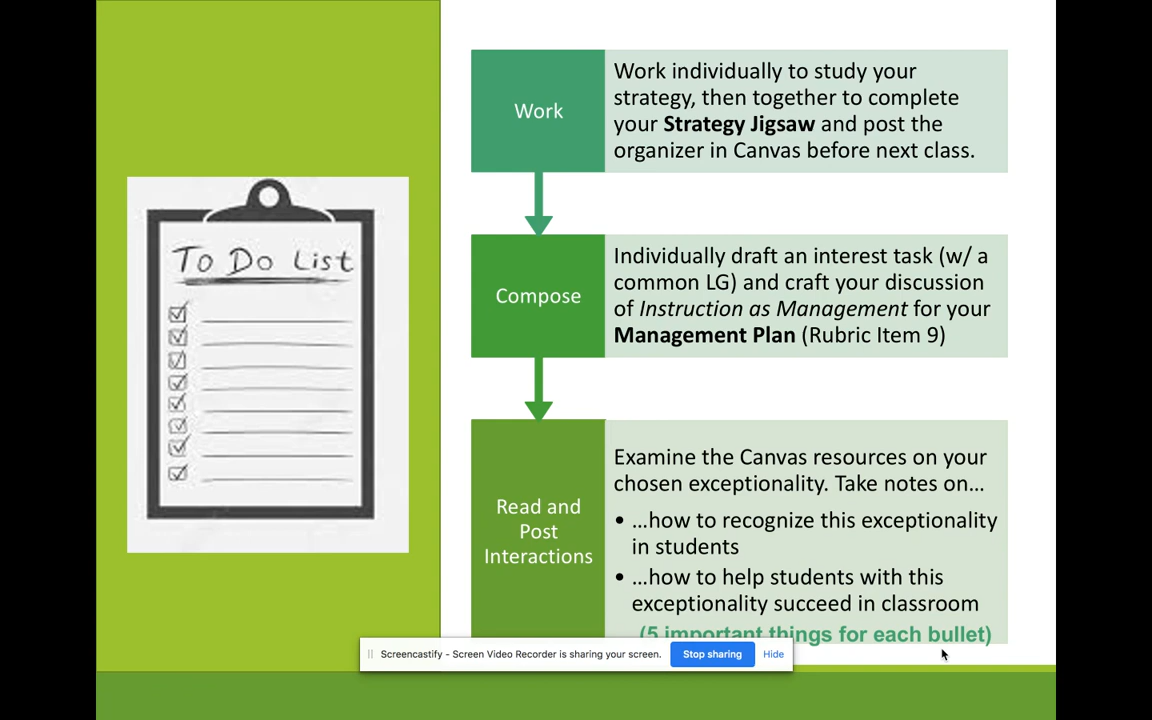 To Do List
Work
Work individually to study your
strategy, then together to complete
your Strategy Jigsaw and post the
organizer in Canvas before next class.
Compose
Individually draft an interest task (w/ a
common LG) and craft your discussion
of Instruction as Management for your
Management Plan (Rubric Item 9)
Read and
Post
Interactions
Examine the Canvas resources on your
chosen exceptionality. Take notes on…
• …how to recognize this exceptionality
in students
• …how to help students with this
exceptionality succeed in classroom
(5 important things for each bullet)
Screencastify - Screen Video Recorder is sharing your screen.
Stop sharing
Hide